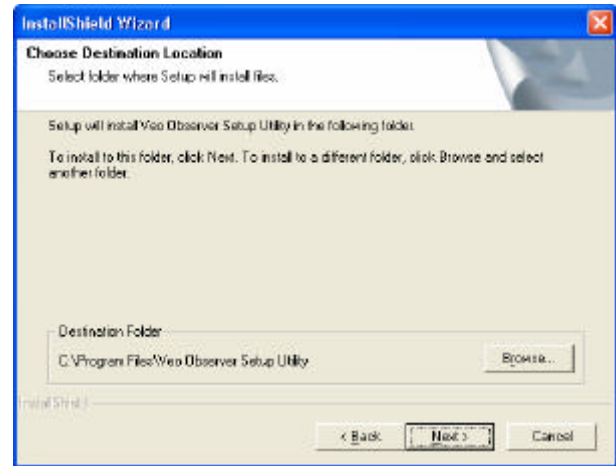 InstallShield Wizard
Choose Destination Location
Select folder where Setup will install files.
Setup will install Veo Observer Setup Utility in the following folder.
To install to this folder, click Next. To install to a different folder, click Browse and select
another folder.
Destination Folder
C:\Program Files\Veo Observer Setup Utility
Browse...
InstallShield
< Back
Next >
Cancel